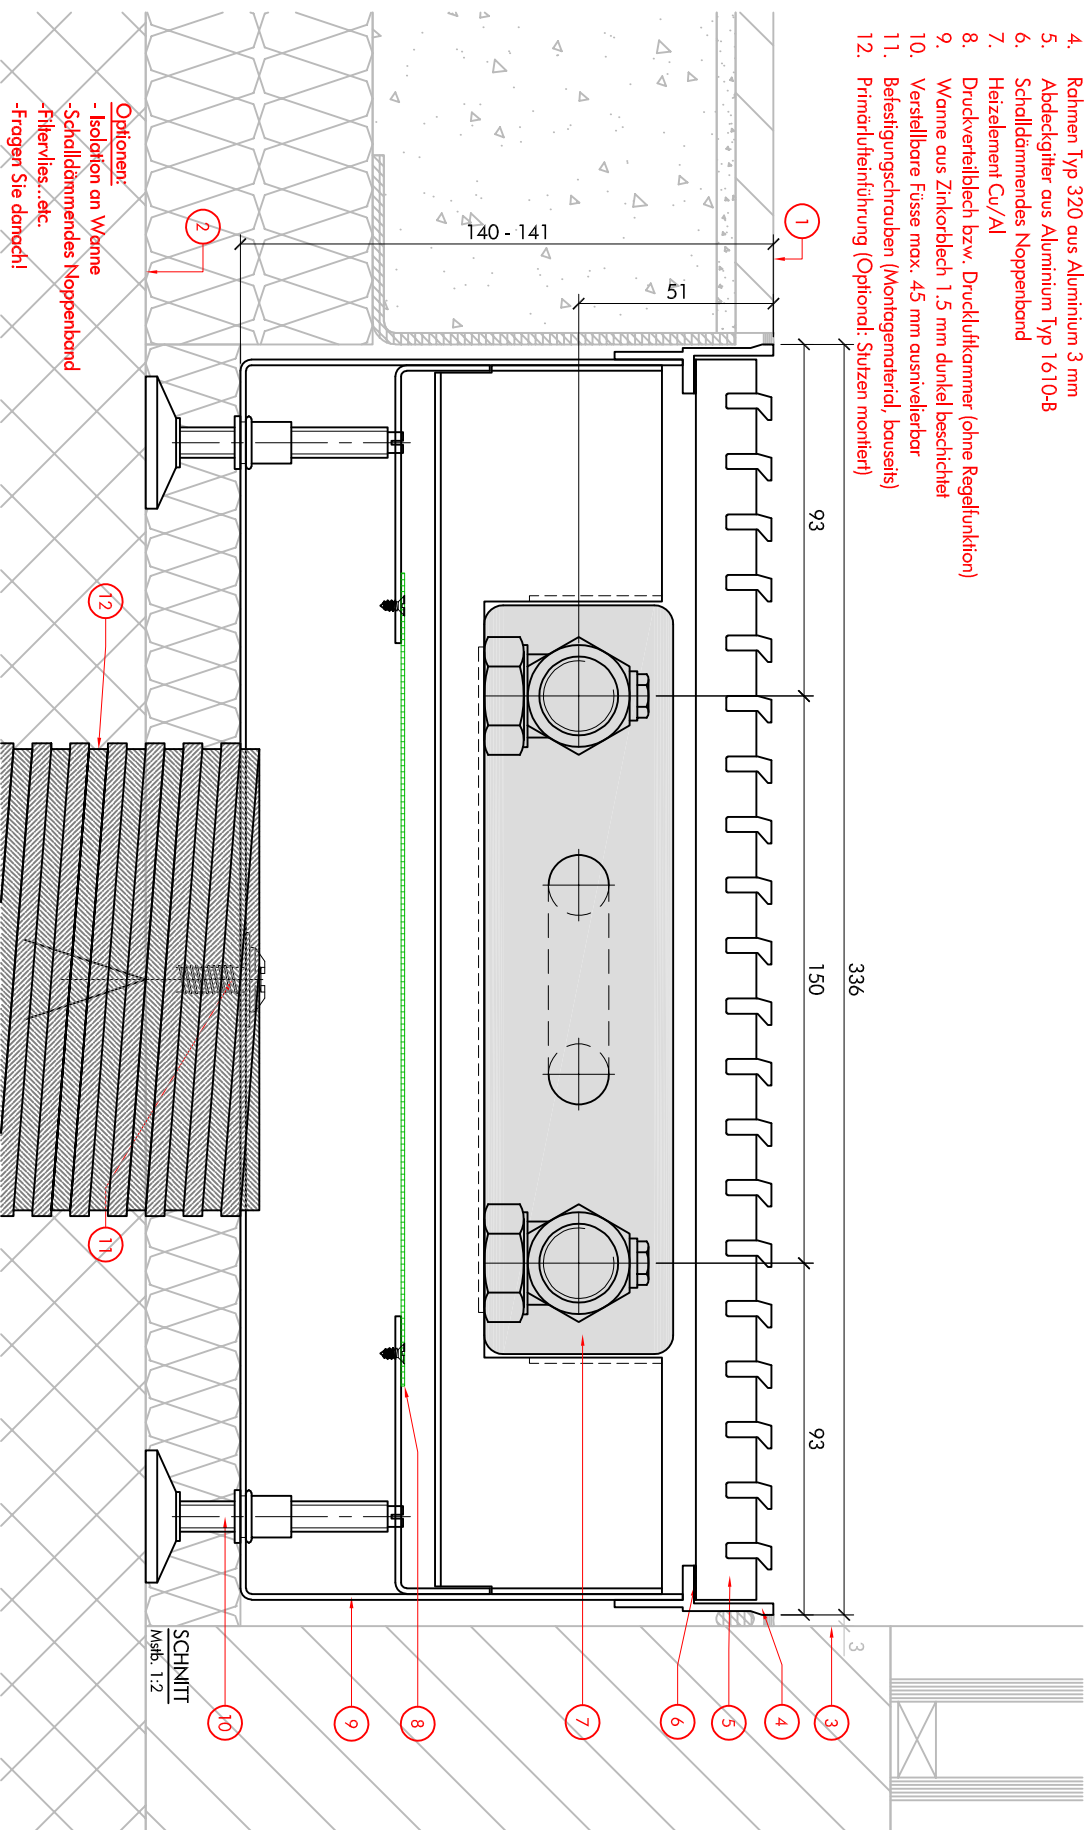 4. Rahmen Typ 320 aus Aluminium 3 mm
5. Abdeckgitter aus Aluminium Typ 1610-B
6. Schalldämmendes Noppenband
7. Heizelement Cu/Al
8. Druckverteilblech bzw. Druckluftkammer (ohne Regelfunktion)
9. Wanne aus Zinkorblech 1.5 mm dunkel beschichtet
10. Verstellbare Füsse max. 45 mm ausnivelierbar
11. Befestigungschrauben (Montagematerial, bauseits)
12. Primärlufteinführung (Optional: Stutzen montiert)
336
93
150
93
3
1
51
140 - 141
2
3
4
5
6
7
8
9
10
11
12
Optionen:
- Isolation an Wanne
-Schalldämmendes Noppenband
-Filtervlies...etc.
-Fragen Sie danach!
SCHNITT
Mstb. 1:2